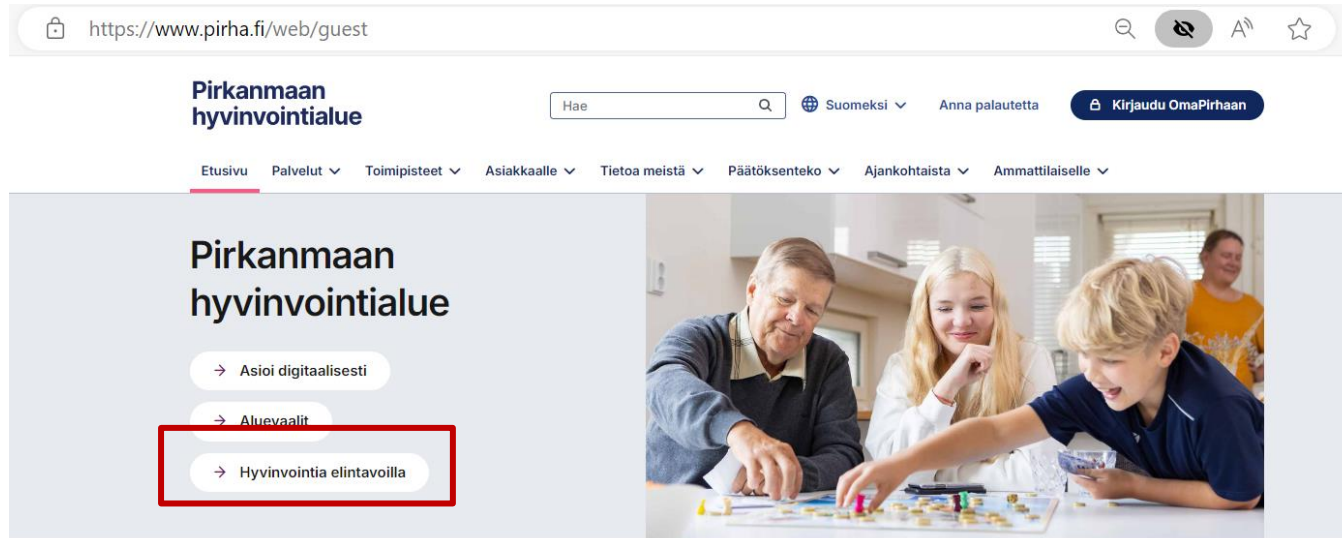 https://www.pirha.fi/web/guest
Pirkanmaan
hyvinvointialue
Hae
Suomeksi
Anna palautetta
Kirjaudu OmaPirhaan
Etusivu Palvelut Toimipisteet Asiakkaalle Tietoa meistä Päätöksenteko Ajankohtaista Ammattilaiselle
Pirkanmaan
hyvinvointialue
→ Asioi digitaalisesti
→ Aluevaalit
→ Hyvinvointia elintavoilla